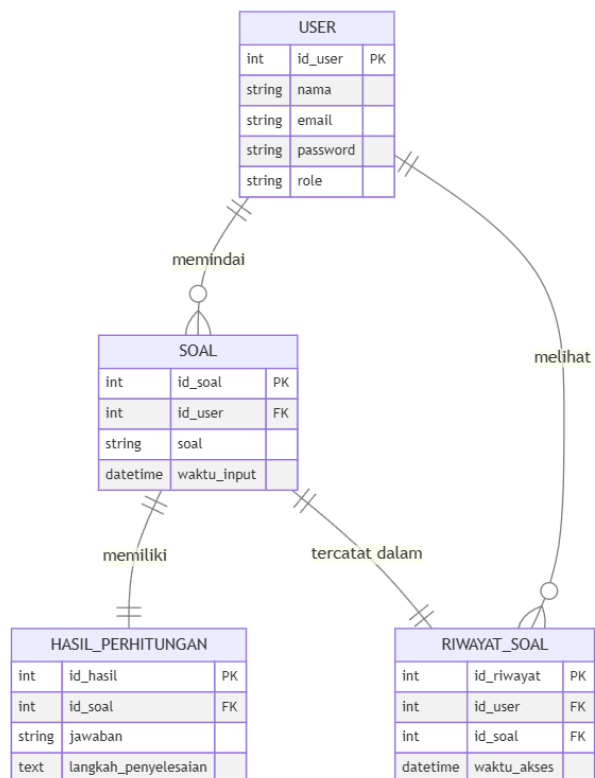 USER
int id_user PK
string nama
string email
string password
string role
memindai
melihat
SOAL
int id_soal PK
int id_user FK
string soal
datetime waktu_input
memiliki
tercatat dalam
HASIL_PERHITUNGAN
int id_hasil PK
int id_soal FK
string jawaban
text langkah_penyelesaian
RIWAYAT_SOAL
int id_riwayat PK
int id_user FK
int id_soal FK
datetime waktu_akses